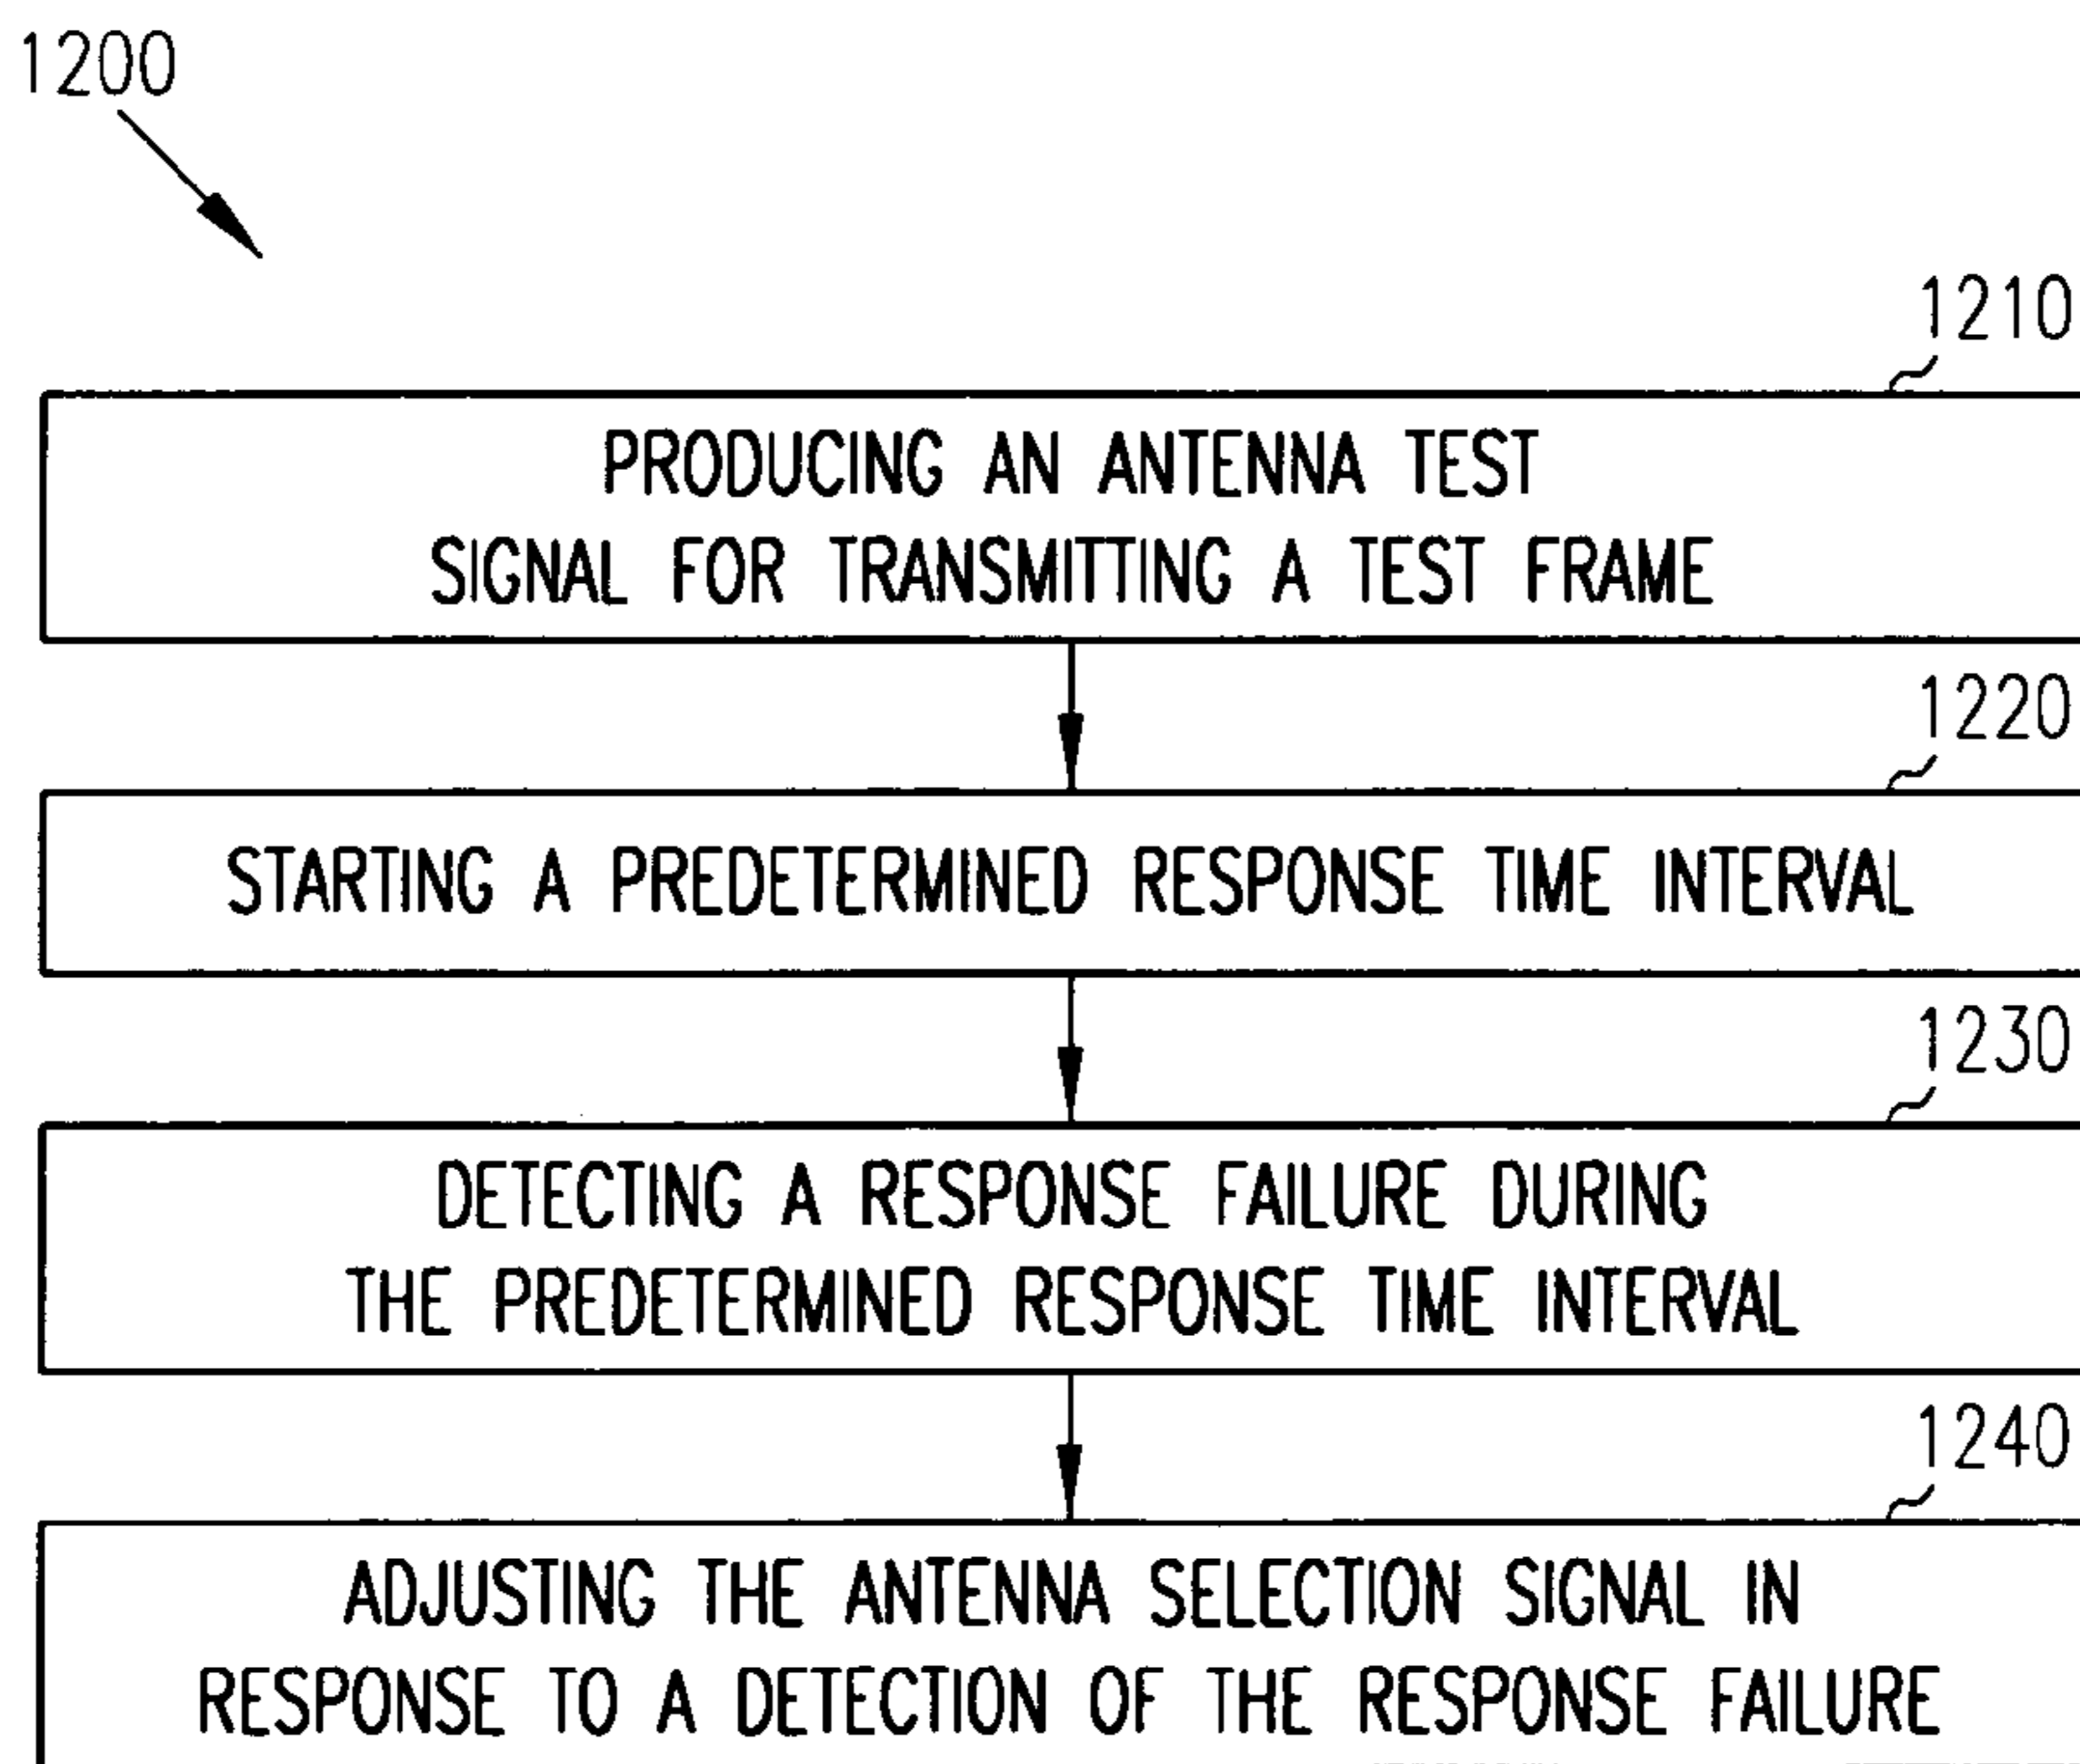 1200
1210
PRODUCING AN ANTENNA TEST
SIGNAL FOR TRANSMITTING A TEST FRAME
1220
STARTING A PREDETERMINED RESPONSE TIME INTERVAL
1230
DETECTING A RESPONSE FAILURE DURING
THE PREDETERMINED RESPONSE TIME INTERVAL
1240
ADJUSTING THE ANTENNA SELECTION SIGNAL IN
RESPONSE TO A DETECTION OF THE RESPONSE FAILURE